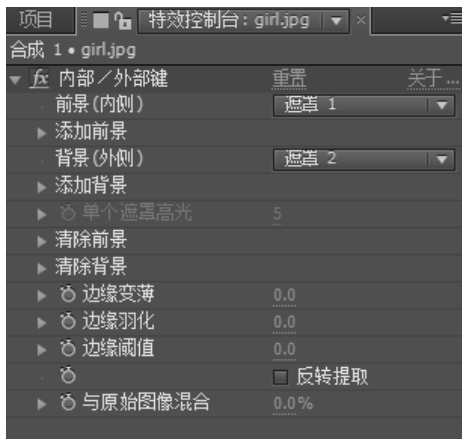 项目 特效控制台: girl.jpg ×
合成 1 • girl.jpg
fx 内部/外部键 重置 关于...
前景(内侧) 遮罩 1
添加前景
背景(外侧) 遮罩 2
添加背景
单个遮罩高光 5
清除前景
清除背景
边缘变薄 0.0
边缘羽化 0.0
边缘阈值 0.0
反转提取
与原始图像混合 0.0%